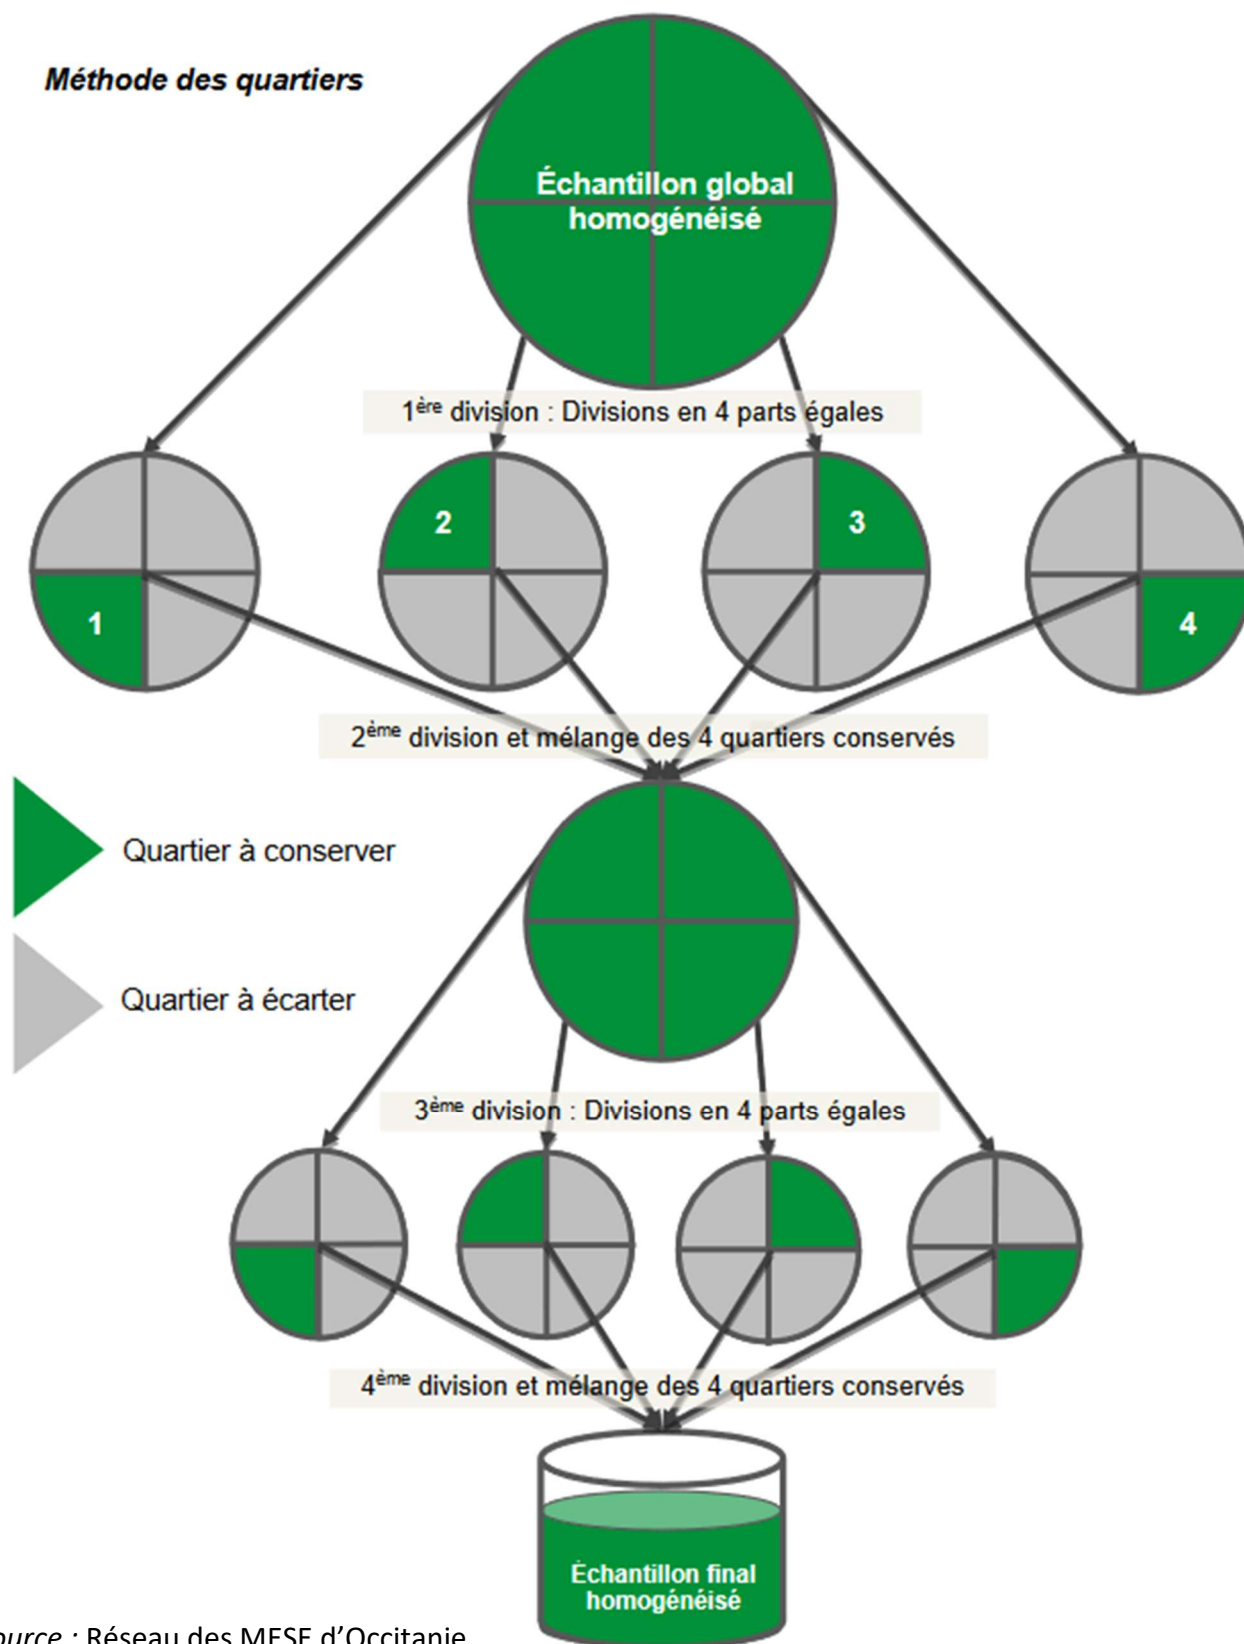 Méthode des quartiers
Échantillon global
homogénéisé
1ère division : Divisions en 4 parts égales
1
2
3
4
2ème division et mélange des 4 quartiers conservés
Quartier à conserver
Quartier à écarter
3ème division : Divisions en 4 parts égales
4ème division et mélange des 4 quartiers conservés
Échantillon final
homogénéisé
ource : Réseau des MESE d’Occitanie